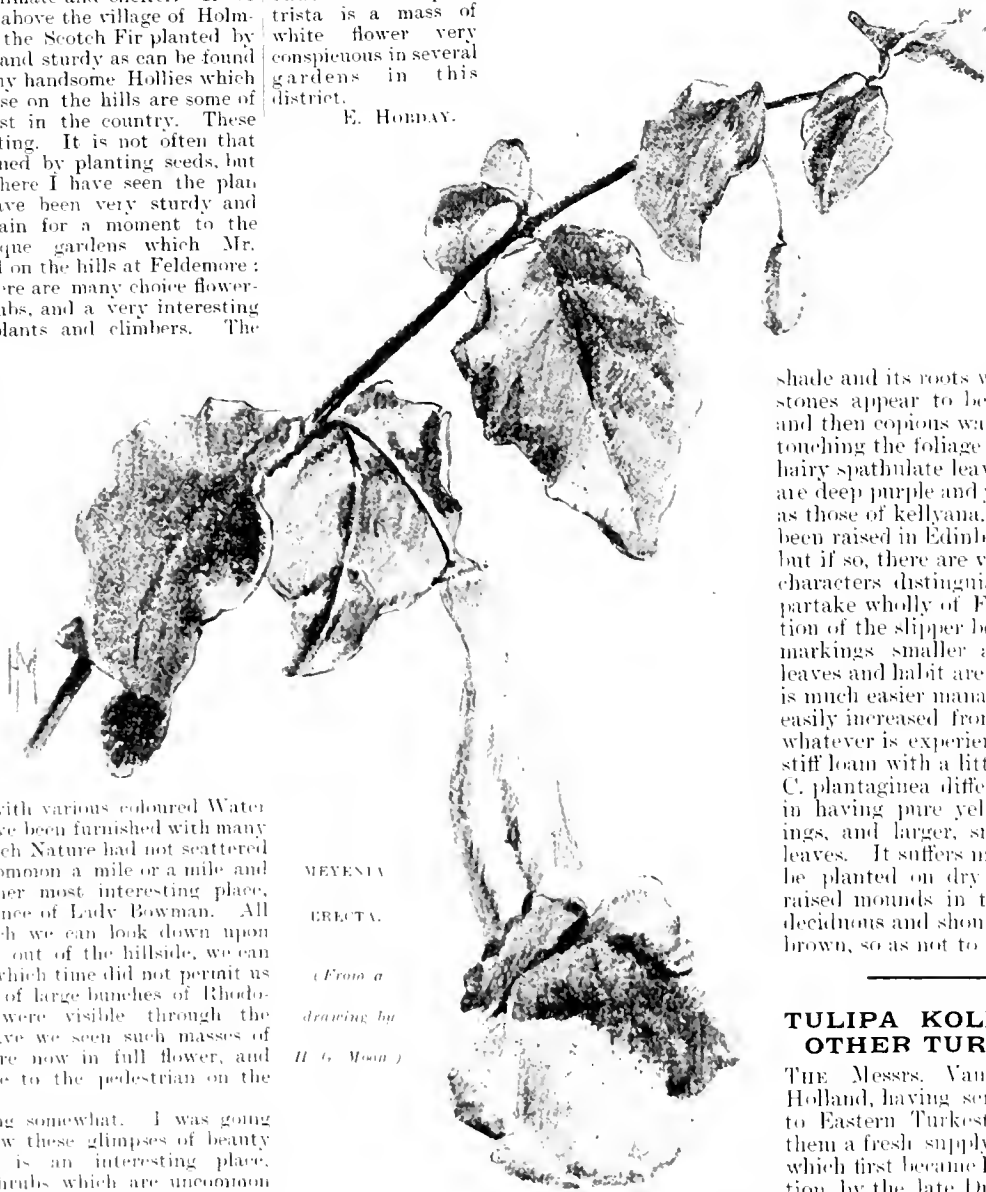 above the village of Holm-
the Scotch Fir planted by
and sturdy as can be found
ny handsome Hollies which
se on the hills are some of
st in the country. These
ting. It is not often that
ned by planting seeds, but
here I have seen the plan
ave been very sturdy and
ain for a moment to the
que gardens which Mr.
l on the hills at Feldemore :
ere are many choice flower-
ubs, and a very interesting
plants and climbers. The
trista is a mass of
white flower very
conspicuous in several
gardens in this
district.
E. HOBDAY.
HM
with various coloured Water
ve been furnished with many
ch Nature had not scattered
ommon a mile or a mile and
her most interesting place,
nce of Lady Bowman. All
ch we can look down upon
out of the hillside, we can
which time did not permit us
of large bunches of Rhodo-
were visible through the
ave we seen such masses of
re now in full flower, and
e to the pedestrian on the
ng somewhat. I was going
w these glimpses of beauty
is an interesting place,
shrubs which are uncommon
MEYENIA
ERECTA.
(From a
drawing by
H. G. Moon.)
shade and its roots w
stones appear to be
and then copious wa
touching the foliage
hairy spathulate leav
are deep purple and y
as those of kellyana.
been raised in Edinb
but if so, there are v
characters distingui
partake wholly of F
tion of the slipper be
markings smaller a
leaves and habit are
is much easier mana
easily increased from
whatever is experien
stiff loam with a litt
C. plantaginea diffe
in having pure yel
ings, and larger, sm
leaves. It suffers m
be planted on dry
raised mounds in t
deciduous and shou
brown, so as not to
TULIPA KOL
OTHER TUR
THE Messrs. Van
Holland, having sen
to Eastern Turkest
them a fresh supply
which first became k
tion by the late Dr